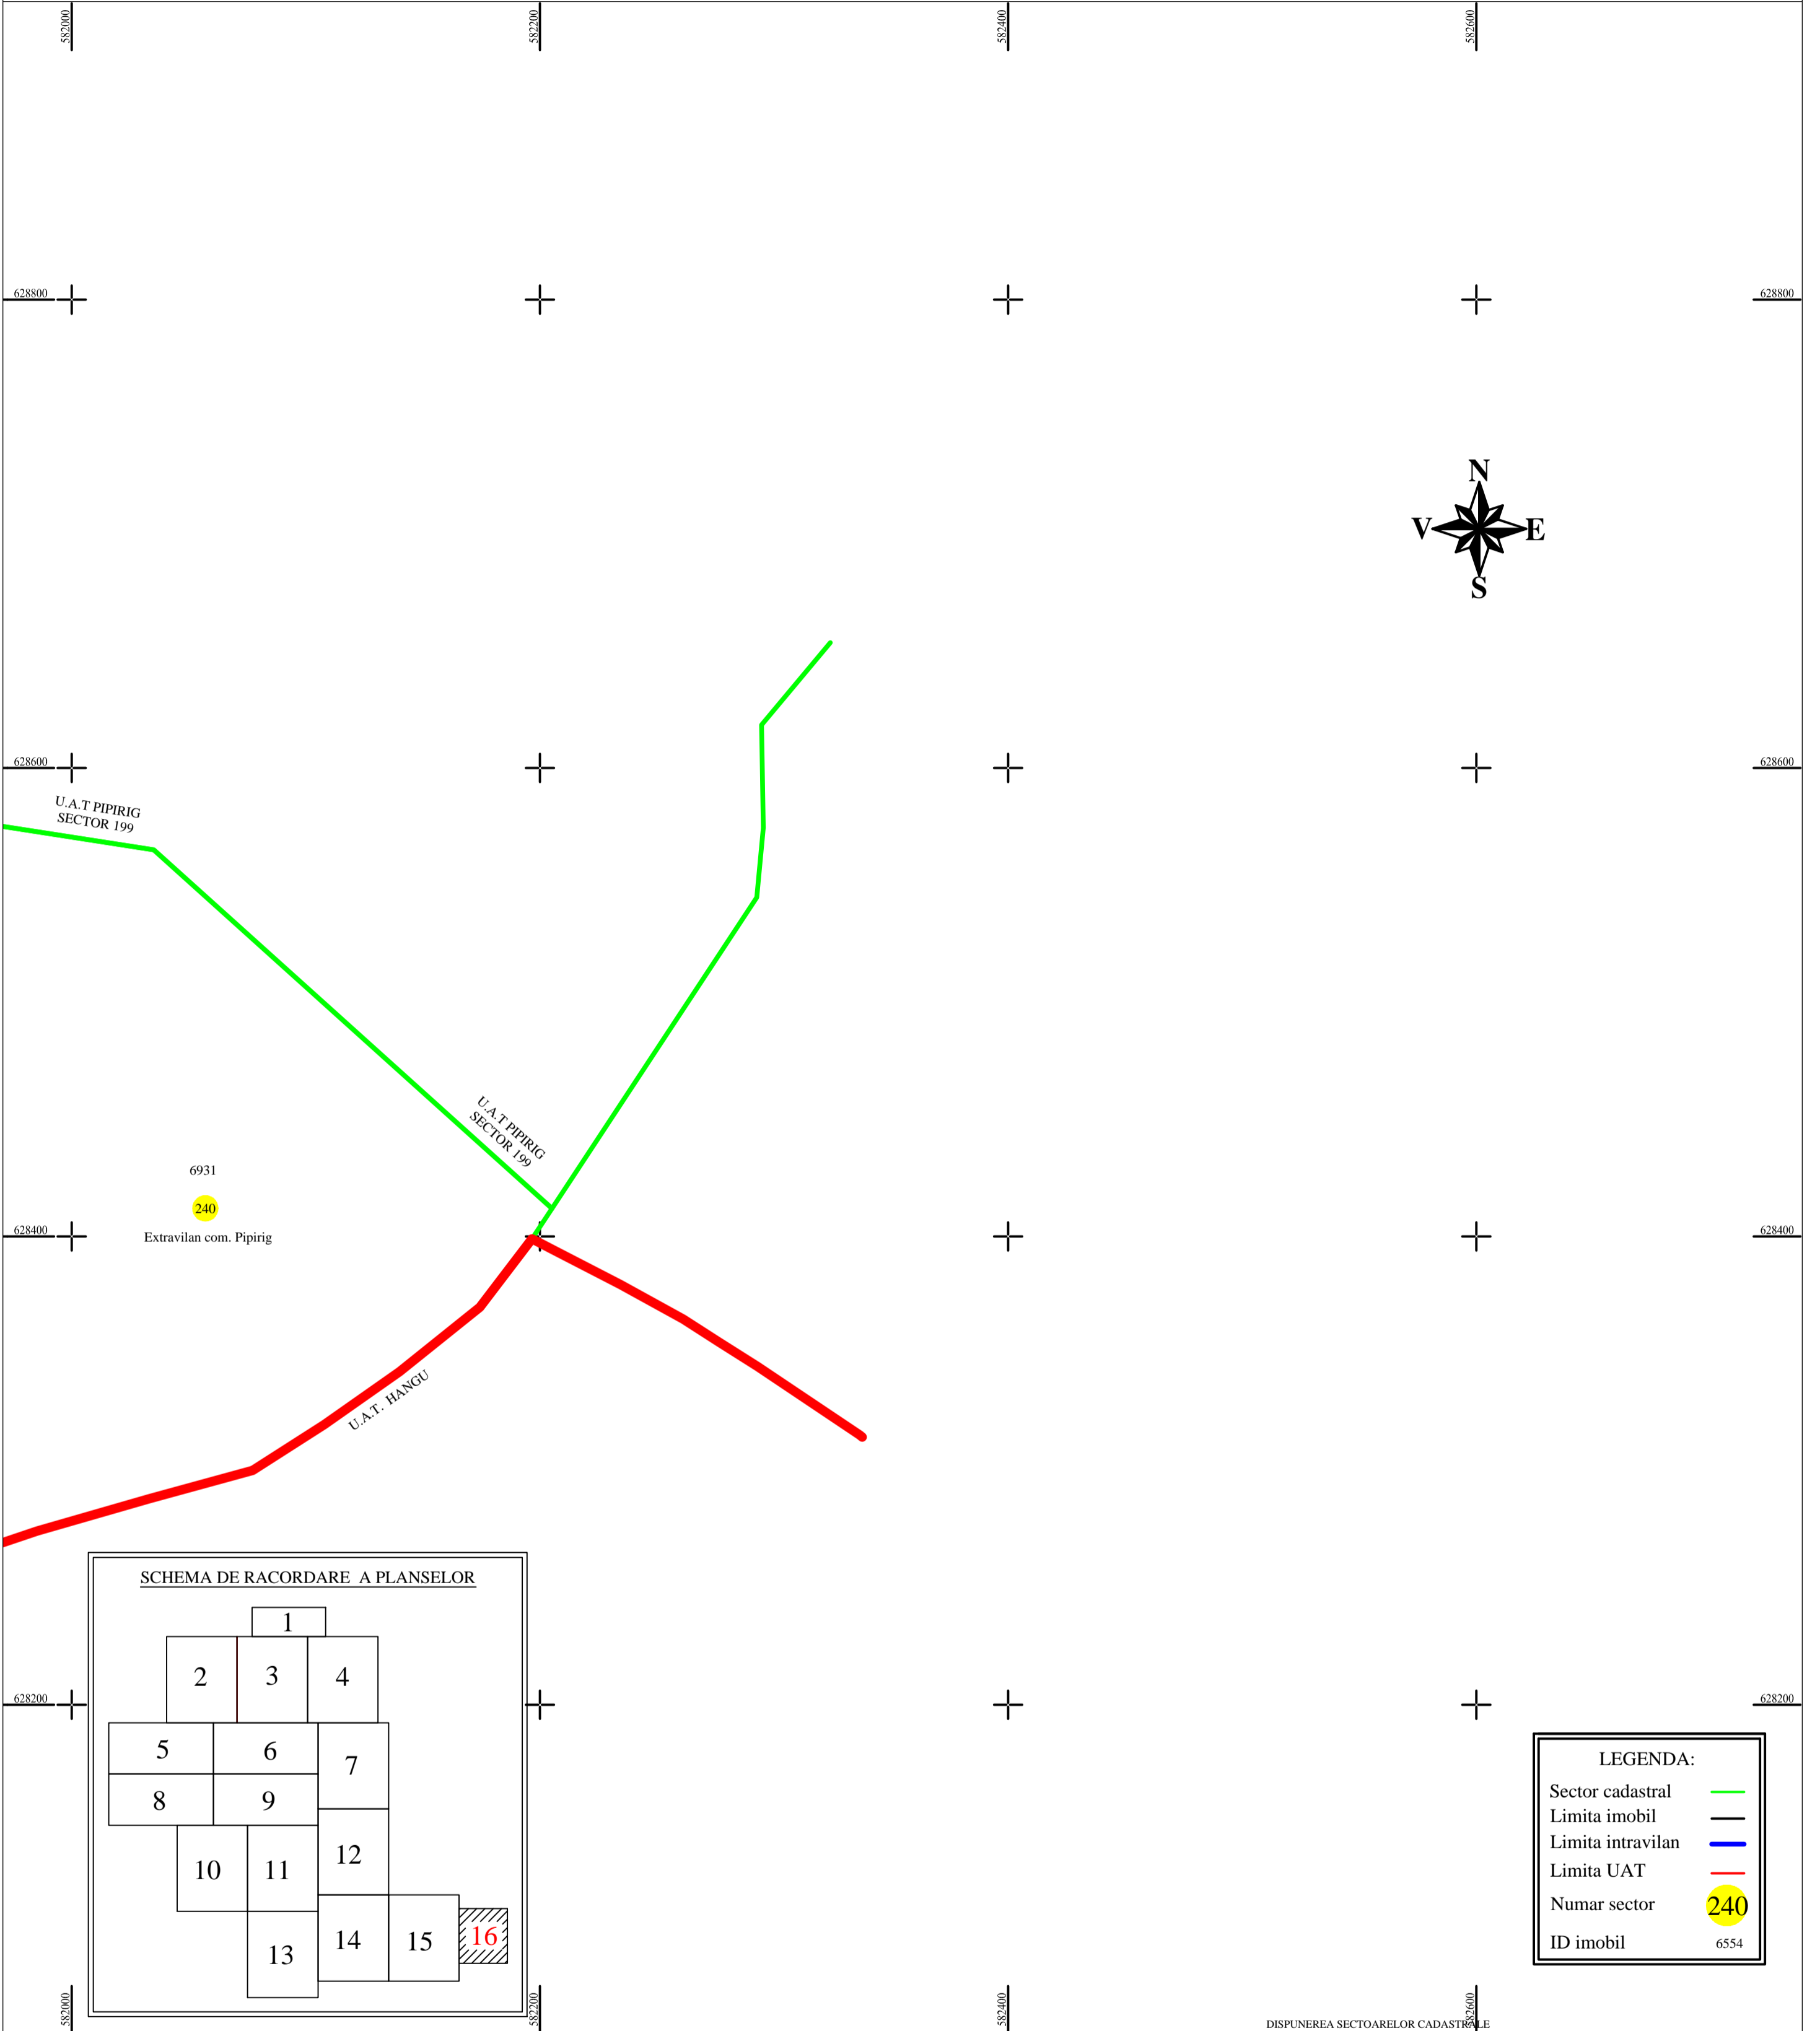 582000
582200
582400
582600
628800
628800
N
V
E
S
628600
628600
U.A.T PIPIRIG
SECTOR 199
U.A.T PIPIRIG
SECTOR 199
6931
240
Extravilan com. Pipirig
628400
628400
U.A.T. HANGU
SCHEMA DE RACORDARE A PLANSELOR
1
2
3
4
5
6
7
8
9
10
11
12
13
14
15
16
628200
628200
LEGENDA:
Sector cadastral
Limita imobil
Limita intravilan
Limita UAT
Numar sector 240
ID imobil 6554
582000
582200
582400
582600
DISPUNEREA SECTOARELOR CADASTRALE